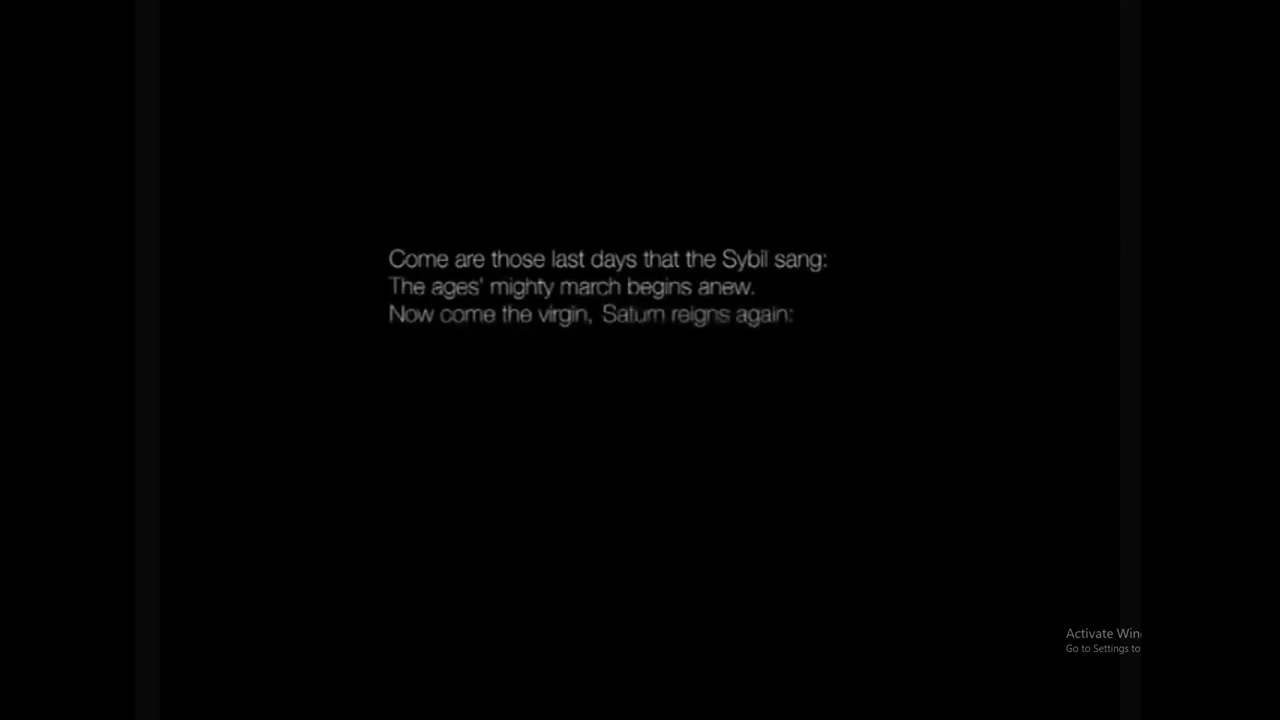 Come are those last days that the Sybil sang:
The ages' mighty march begins anew.
Now come the virgin, Saturn reigns again:
Activate Win
Go to Settings to